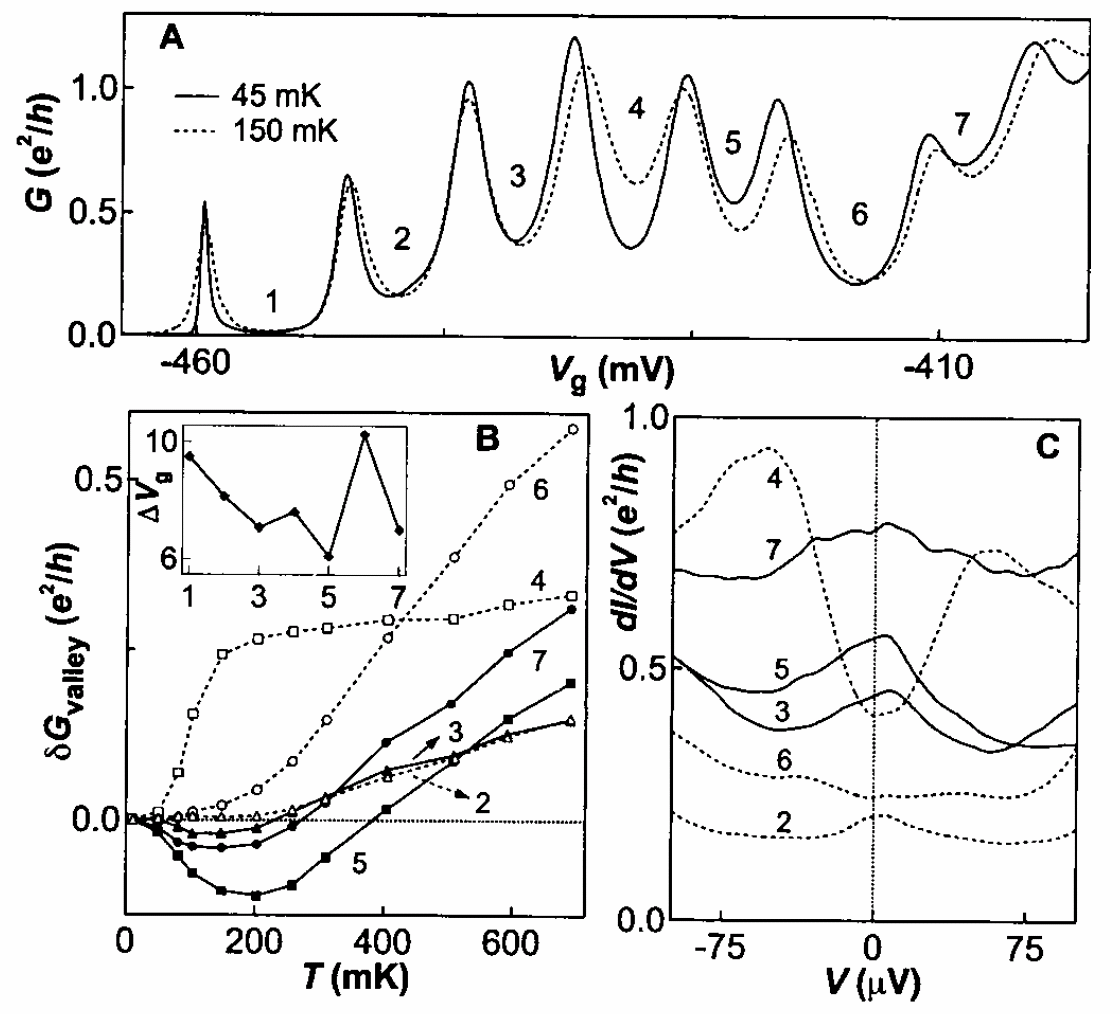 A
45 mK
150 mK
G (e²/h)
1.0
0.5
0.0
1
2
3
4
5
6
7
-460
V_g (mV)
-410
B
δG_valley (e²/h)
0.5
0.0
ΔV_g
10
6
1 3 5 7
6
4
7
3
2
5
0 200 400 600
T (mK)
C
dI/dV (e²/h)
1.0
0.5
0.0
4
7
5
3
6
2
-75 0 75
V (μV)